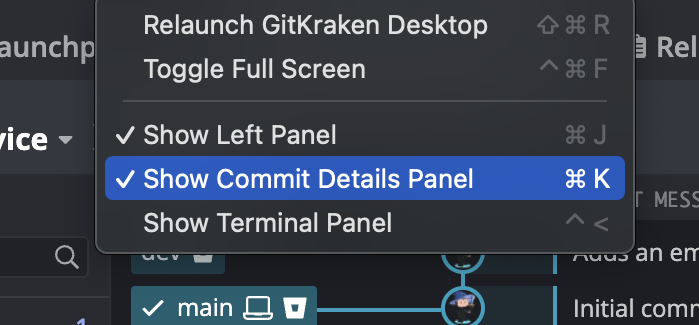 Relaunch GitKraken Desktop ⇧ ⌘ R
Toggle Full Screen ^ ⌘ F
aunchp
Rel
✓ Show Left Panel ⌘ J
vice
✓ Show Commit Details Panel ⌘ K
T MESS
Show Terminal Panel ^ <
dev
Adds an em
✓ main
Initial comm
1